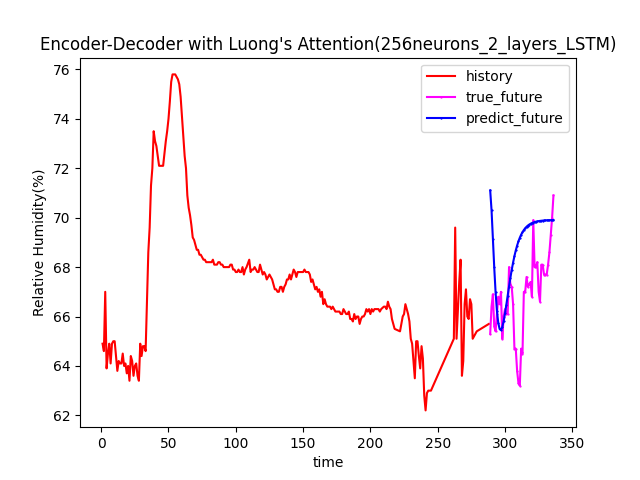 Encoder-Decoder with Luong's Attention(256neurons_2_layers_LSTM)
history
true_future
predict_future
Relative Humidity(%)
76
74
72
70
68
66
64
62
0 50 100 150 200 250 300 350
time